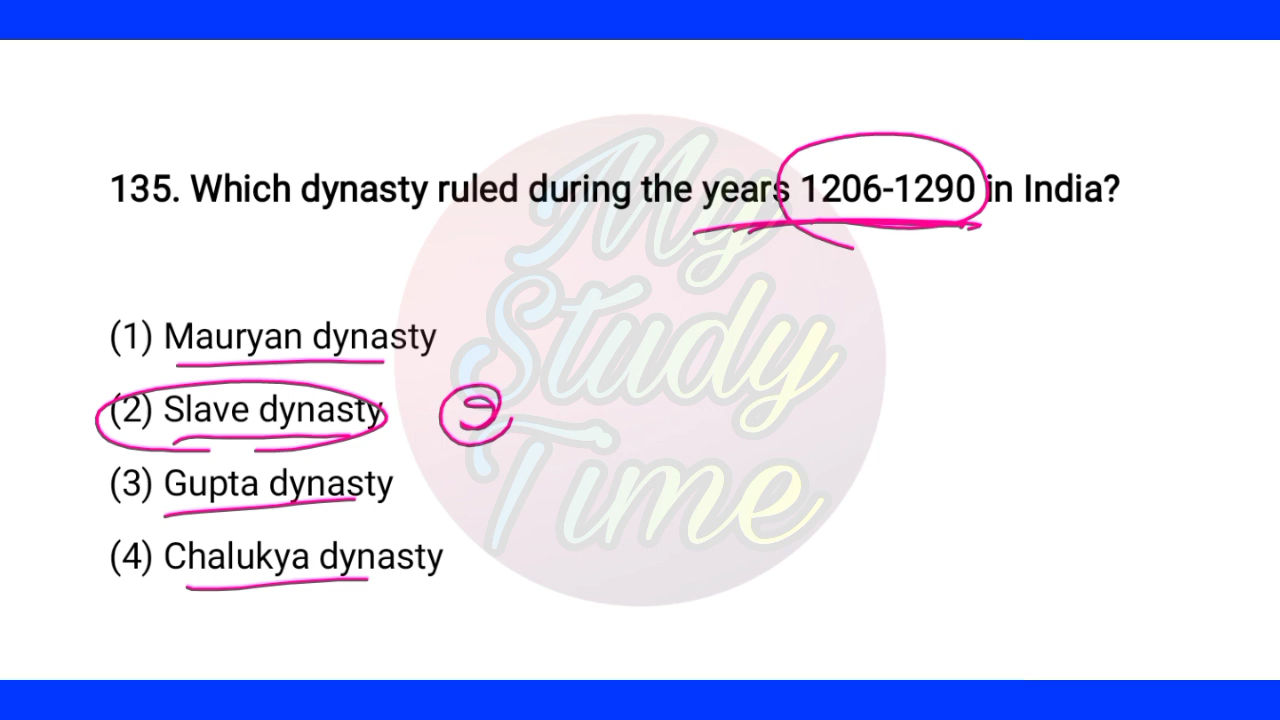 135. Which dynasty ruled during the years 1206-1290 in India?
(1) Mauryan dynasty
(2) Slave dynasty
(3) Gupta dynasty
(4) Chalukya dynasty
My
Study
Time